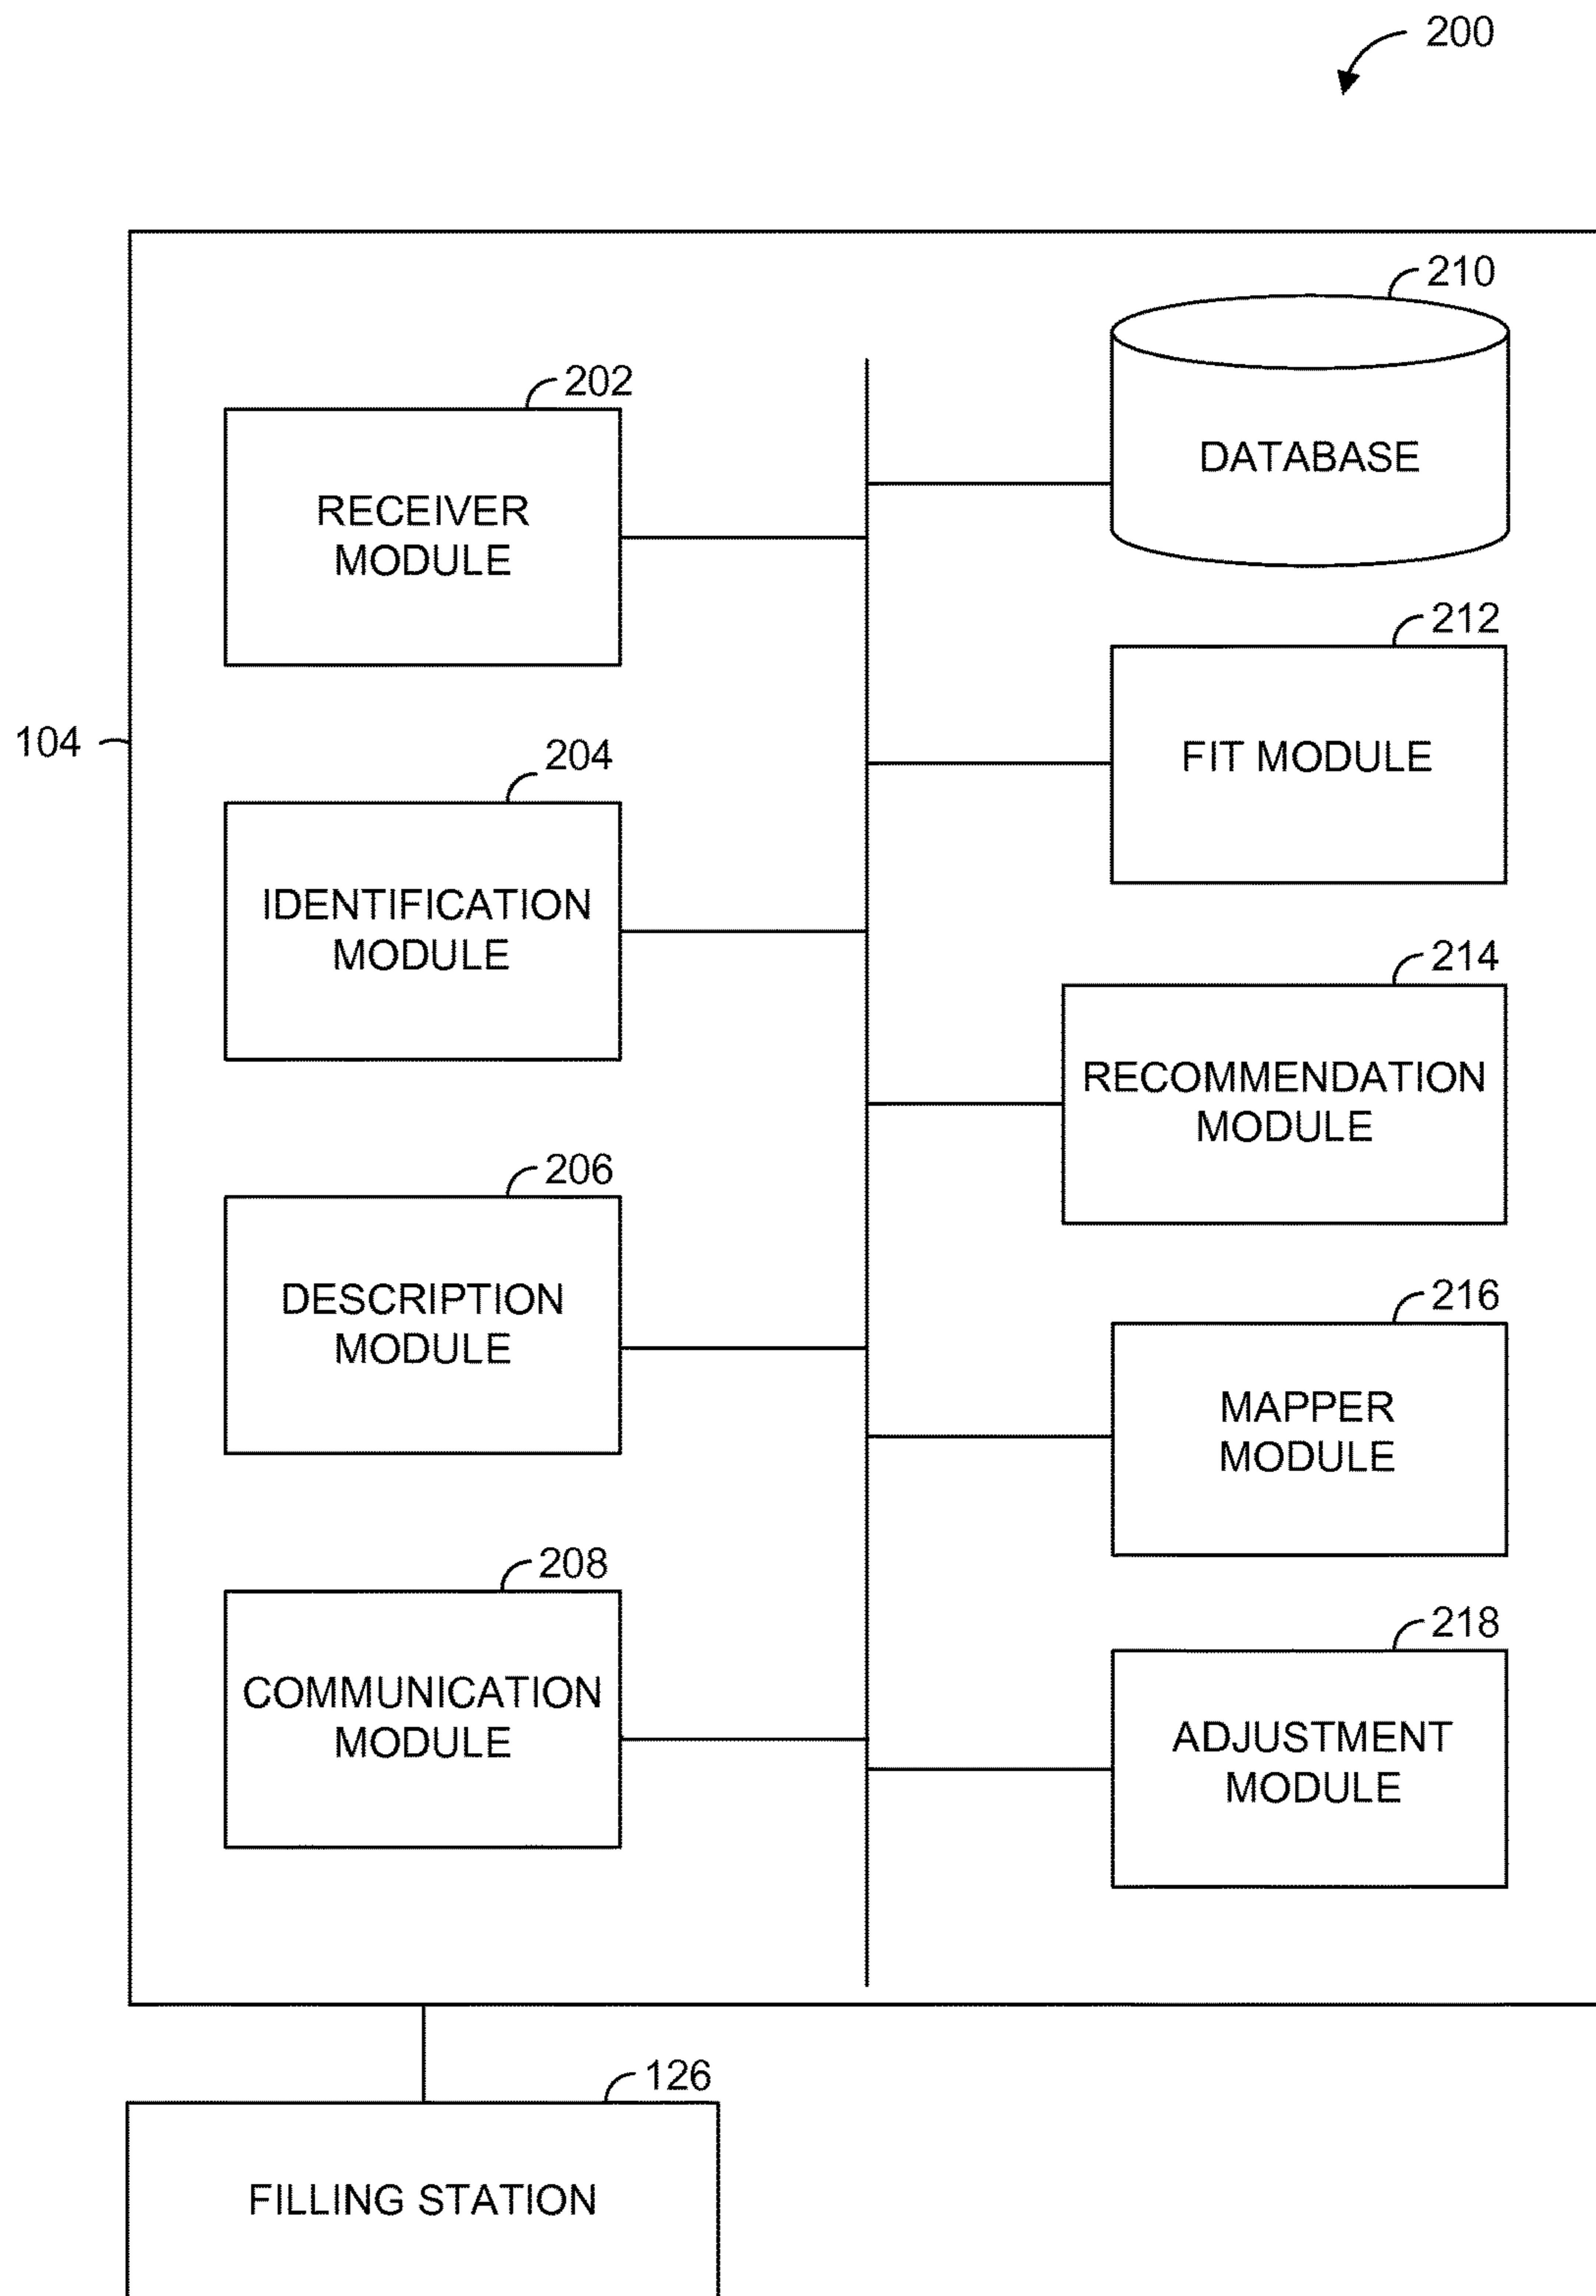 200
210
DATABASE
202
RECEIVER
MODULE
212
FIT MODULE
104
204
IDENTIFICATION
MODULE
214
RECOMMENDATION
MODULE
206
DESCRIPTION
MODULE
216
MAPPER
MODULE
208
COMMUNICATION
MODULE
218
ADJUSTMENT
MODULE
126
FILLING STATION